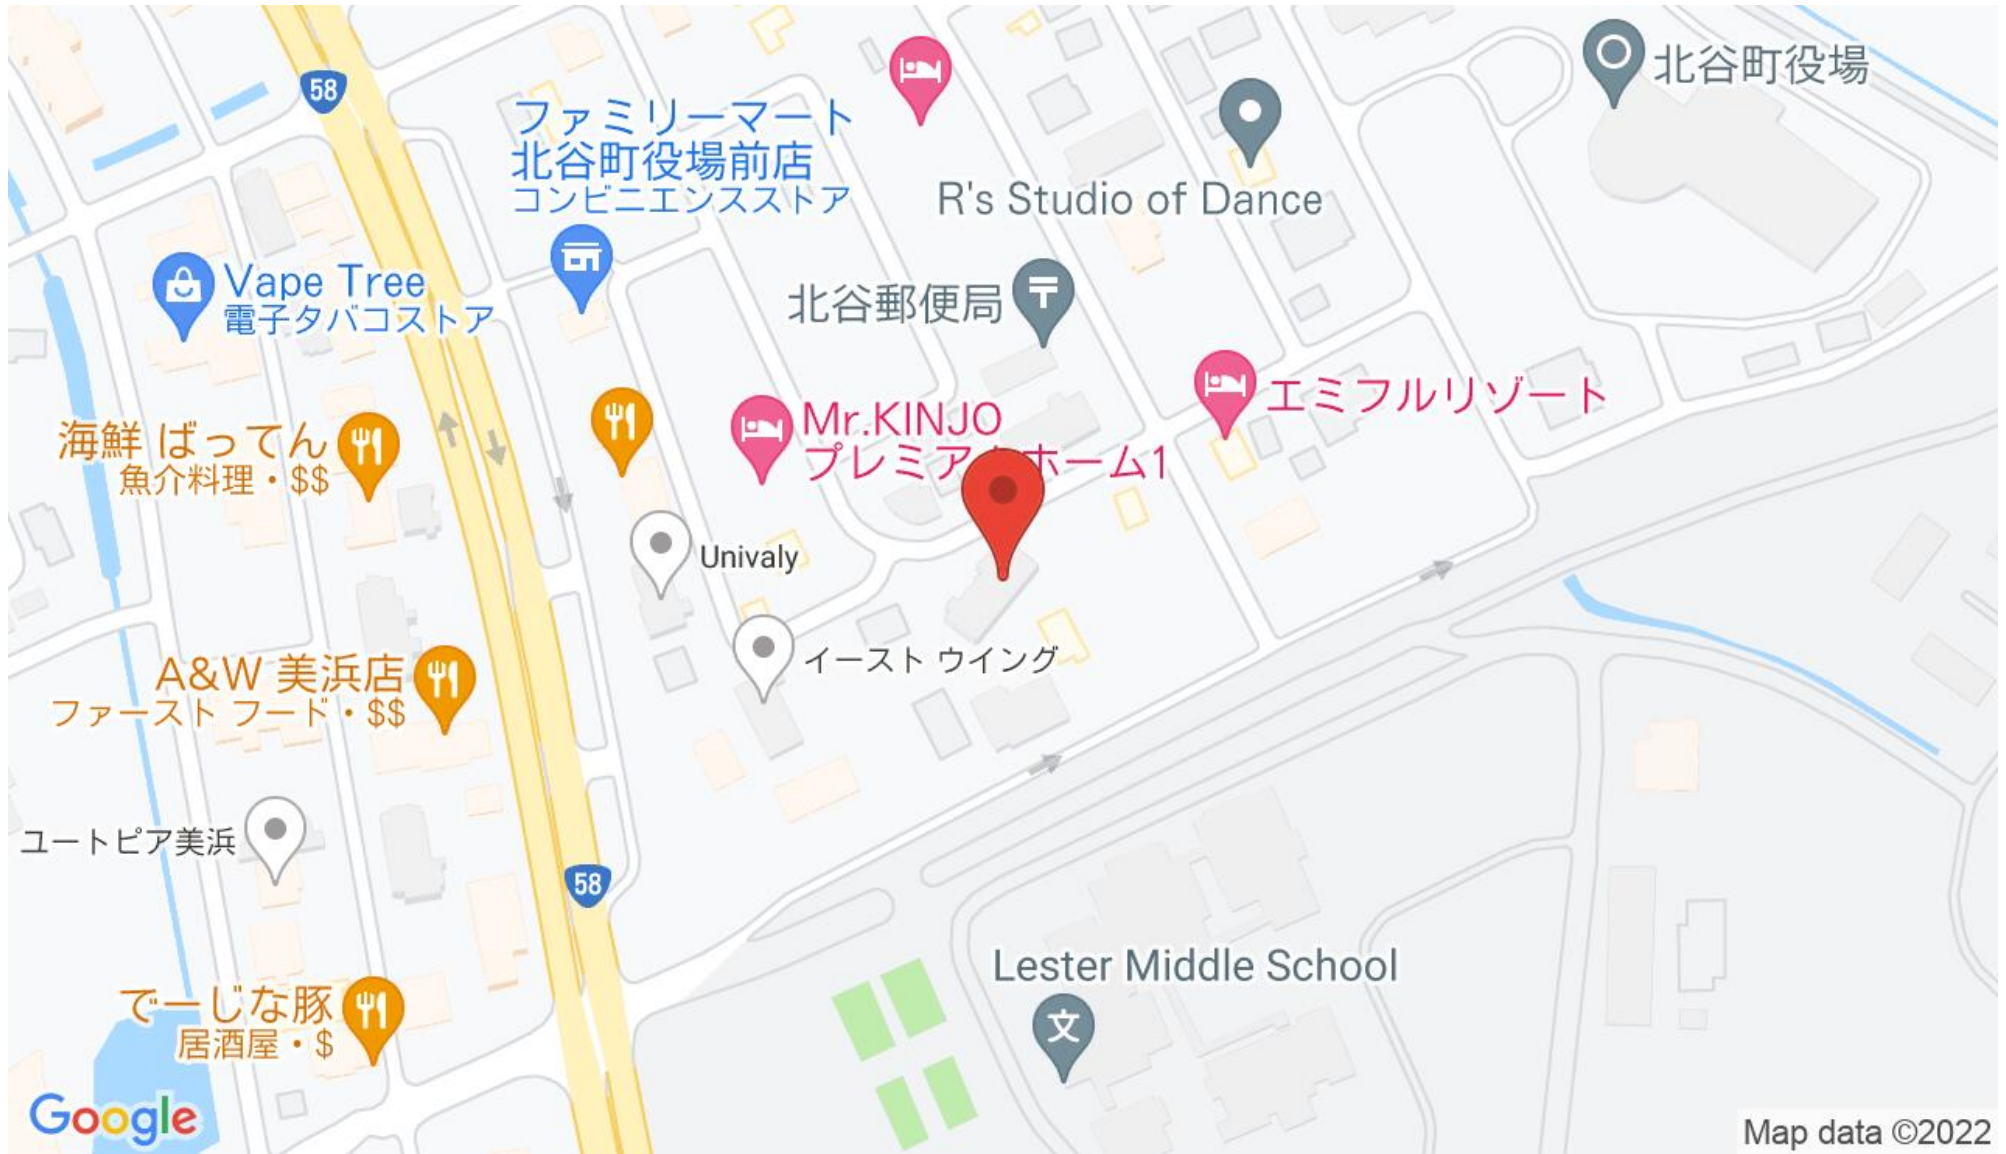 58
北谷町役場
ファミリーマート
北谷町役場前店
コンビニエンスストア
R's Studio of Dance
Vape Tree
電子タバコストア
北谷郵便局
〒
エミフルリゾート
Mr.KINJO
プレミアムホーム1
海鮮 ばってん
魚介料理・$$
Univaly
イースト ウイング
A&W 美浜店
ファースト フード・$$
ユートピア美浜
58
Lester Middle School
文
でーじな豚
居酒屋・$
Google
Map data ©2022